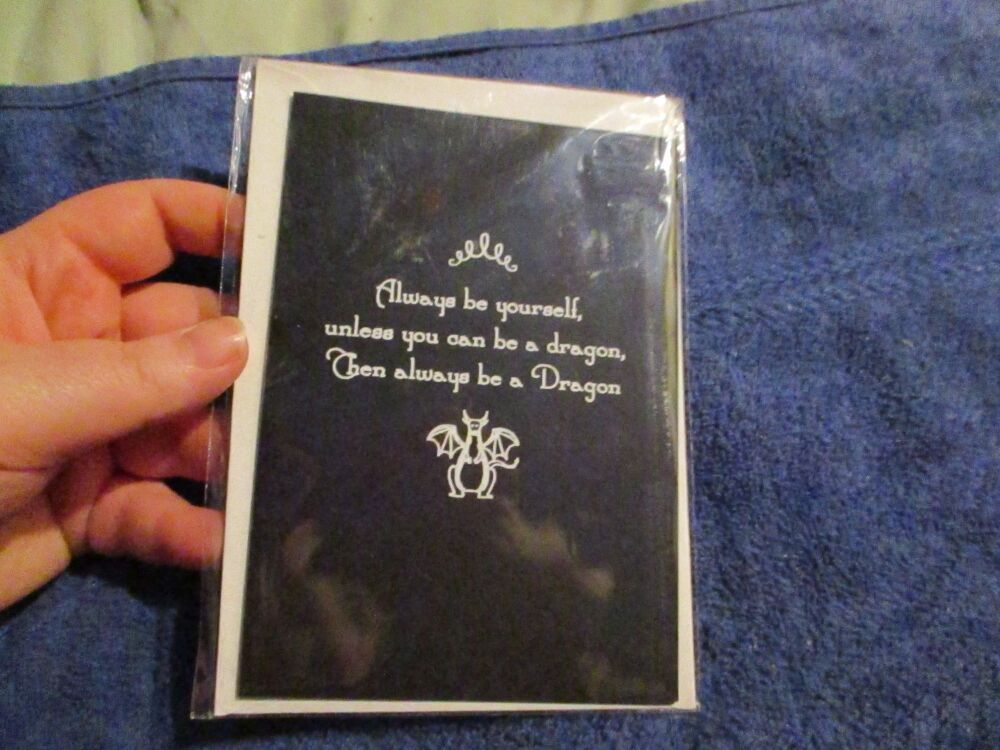 Always be yourself,
unless you can be a dragon,
Then always be a Dragon